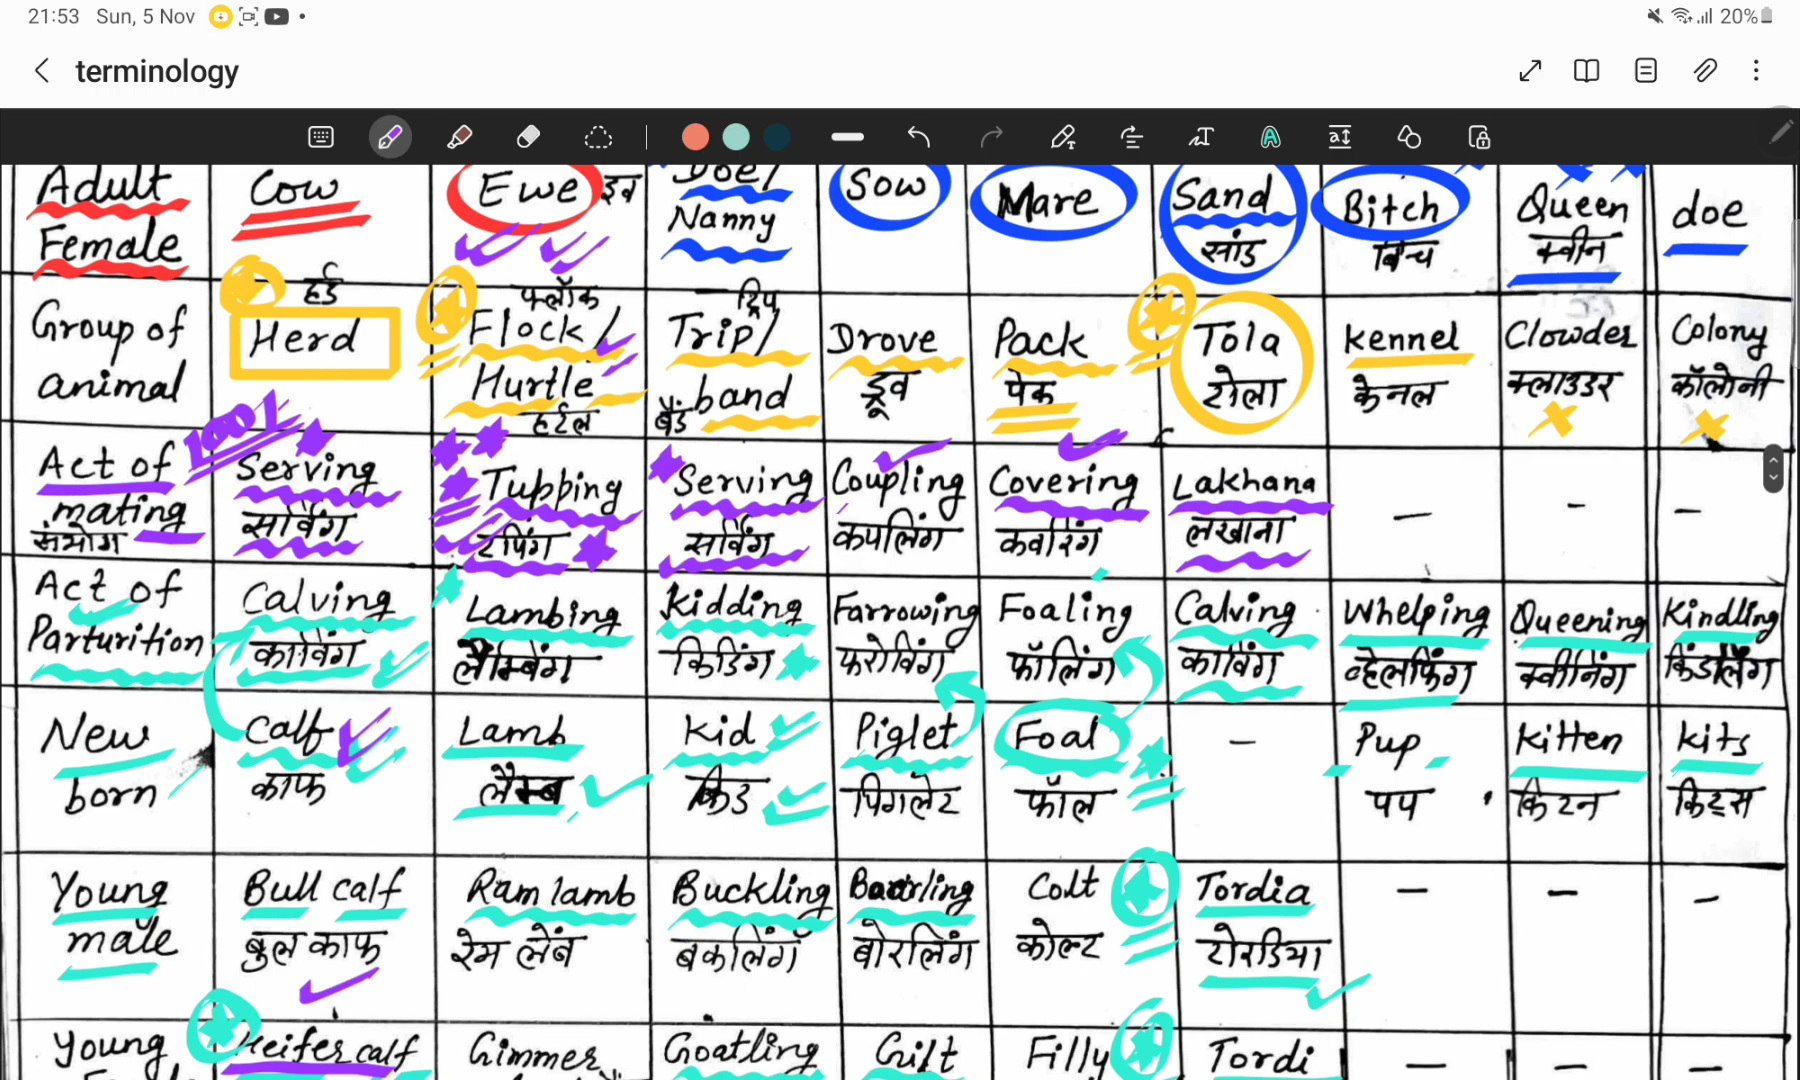 21:53 Sun, 5 Nov 20%
terminology
Adult Cow Ewe इव Doe/ Sow Mare Sand Bitch Queen doe
Female Nanny सांड बिच क्वीन
हर्ड फ्लॉक ट्रिप
Group of Herd Flock/ Trip/ Drove Pack Tola Kennel Clowder Colony
animal Hurtle बैंड band ड्रूव पेक टोला केनल क्लाउडर कॉलोनी
हर्टल
100%
Act of Serving Tupping Serving Coupling Covering Lakhana - - -
mating सर्विंग टपिंग सर्विंग कपलिंग कवरिंग लखाना
संभोग
Act of Calving Lambing Kidding Farrowing Foaling Calving Whelping Queening Kindling
Parturition काविंग लैम्बिंग किडिंग फरोविंग फॉलिंग काविंग व्हेलफिंग क्वीनिंग किंडलिंग
New Calf Lamb Kid Piglet Foal - Pup Kitten Kits
born काफ लैम्ब किड पिगलेट फॉल पप किटन किट्स
Young Bull calf Ram lamb Buckling Boarling Colt Tordia - - -
male बुल काफ रेम लेंब बकलिंग बोरलिंग कोल्ट टोरडिया
Young Heifer calf Gimmer Goatling Gilt Filly Tordi - - -